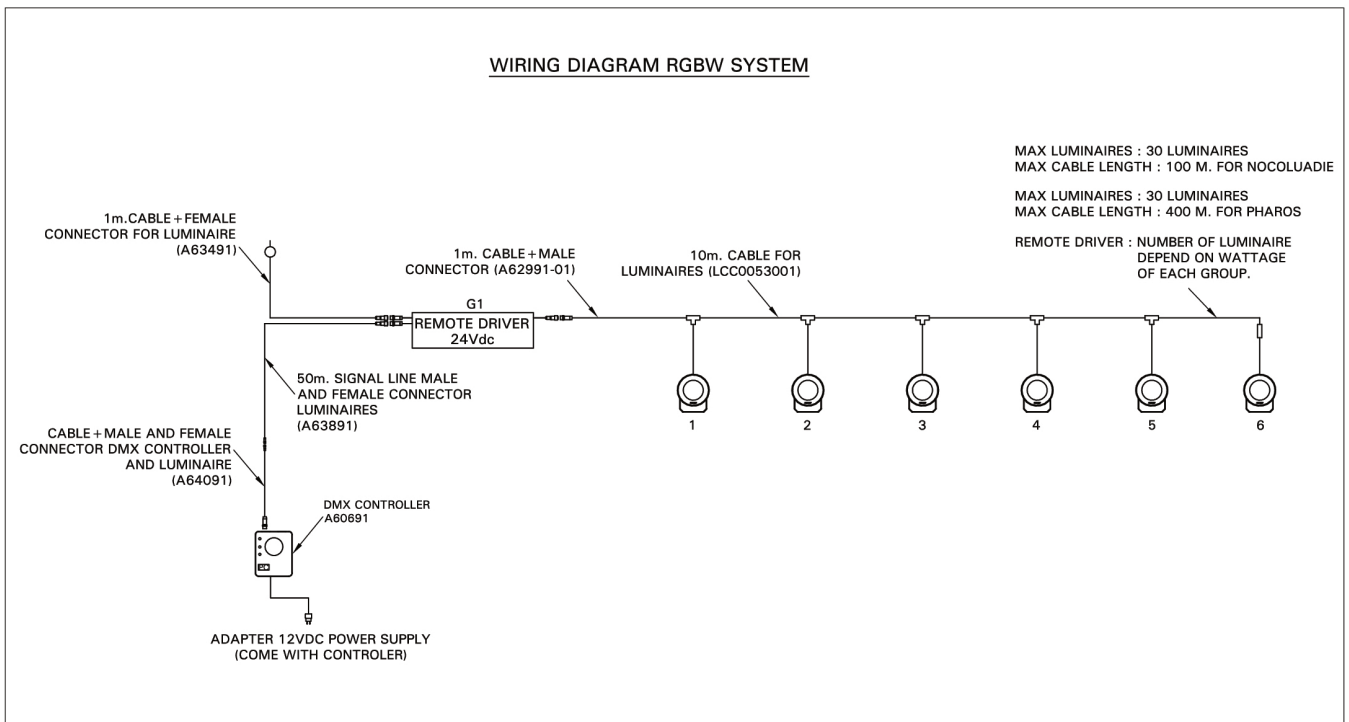 WIRING DIAGRAM RGBW SYSTEM
MAX LUMINAIRES : 30 LUMINAIRES
MAX CABLE LENGTH : 100 M. FOR NOCOLUADIE
MAX LUMINAIRES : 30 LUMINAIRES
MAX CABLE LENGTH : 400 M. FOR PHAROS
REMOTE DRIVER : NUMBER OF LUMINAIRE
DEPEND ON WATTAGE
OF EACH GROUP.
1m.CABLE+FEMALE
CONNECTOR FOR LUMINAIRE
(A63491)
1m. CABLE+MALE
CONNECTOR (A62991-01)
10m. CABLE FOR
LUMINAIRES (LCC0053001)
G1
REMOTE DRIVER
24Vdc
50m. SIGNAL LINE MALE
AND FEMALE CONNECTOR
LUMINAIRES
(A63891)
1 2 3 4 5 6
CABLE+MALE AND FEMALE
CONNECTOR DMX CONTROLLER
AND LUMINAIRE
(A64091)
DMX CONTROLLER
A60691
ADAPTER 12VDC POWER SUPPLY
(COME WITH CONTROLER)